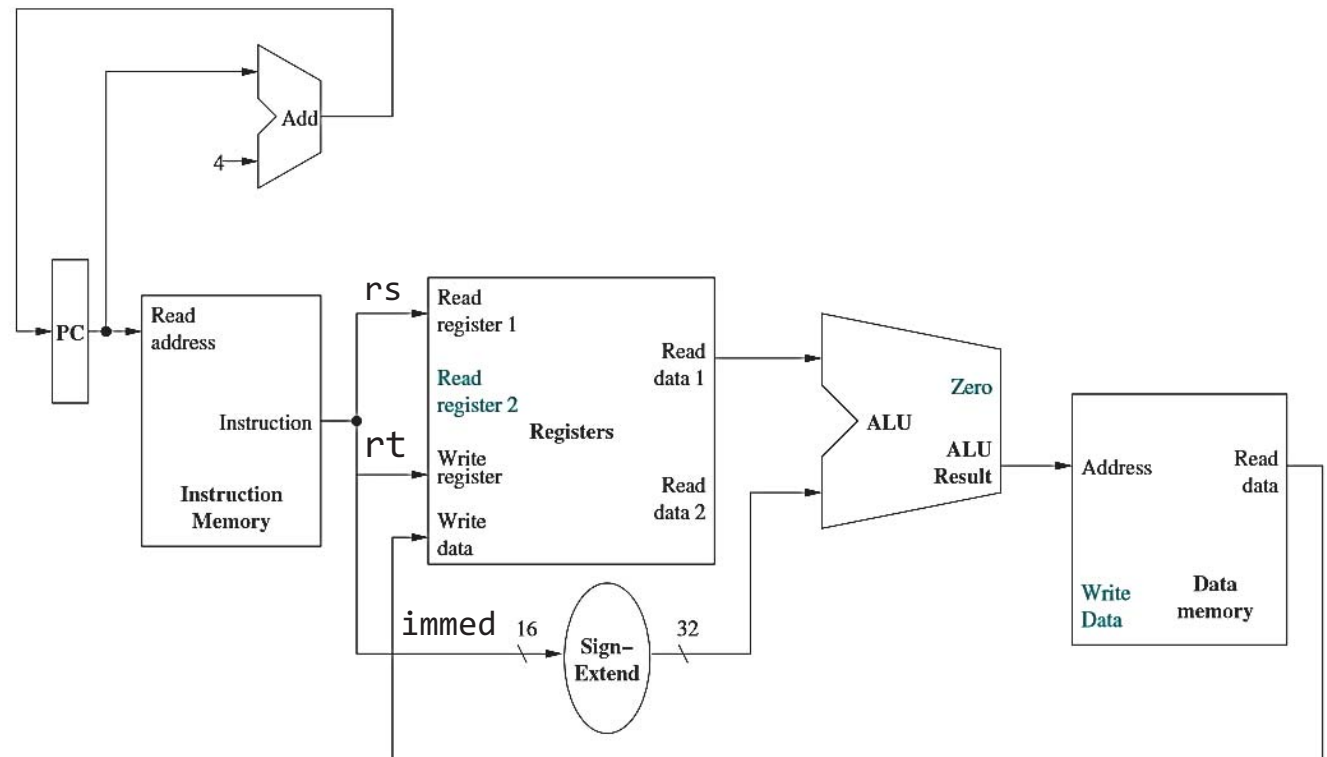 Add
4
PC
Read
address
Instruction
Instruction
Memory
rs
rt
immed
Read
register 1
Read
register 2
Registers
Write
register
Write
data
Read
data 1
Read
data 2
16
Sign-
Extend
32
Zero
ALU
ALU
Result
Address
Read
data
Write
Data
Data
memory